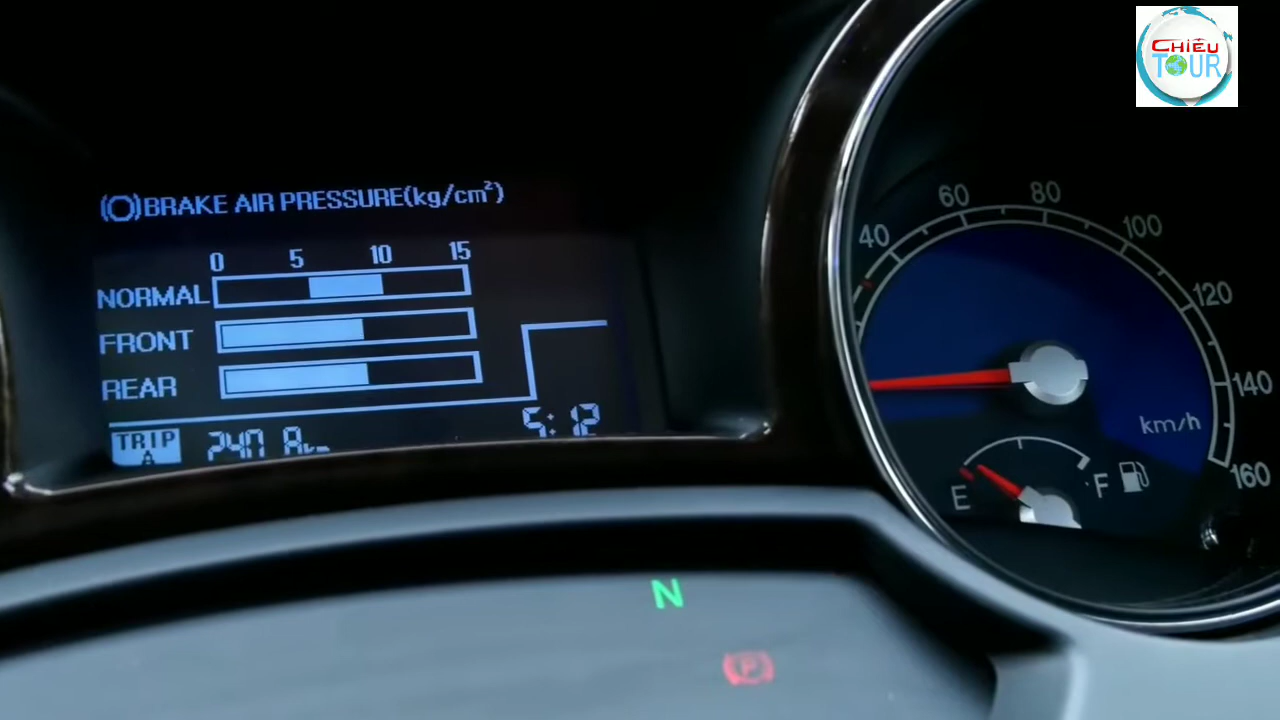 CHIẾU
TOUR
(O)BRAKE AIR PRESSURE(kg/cm²)
0 5 10 15
NORMAL
FRONT
REAR
TRIP
A
5:12
40 60 80 100 120 140 160
km/h
E F
N
P